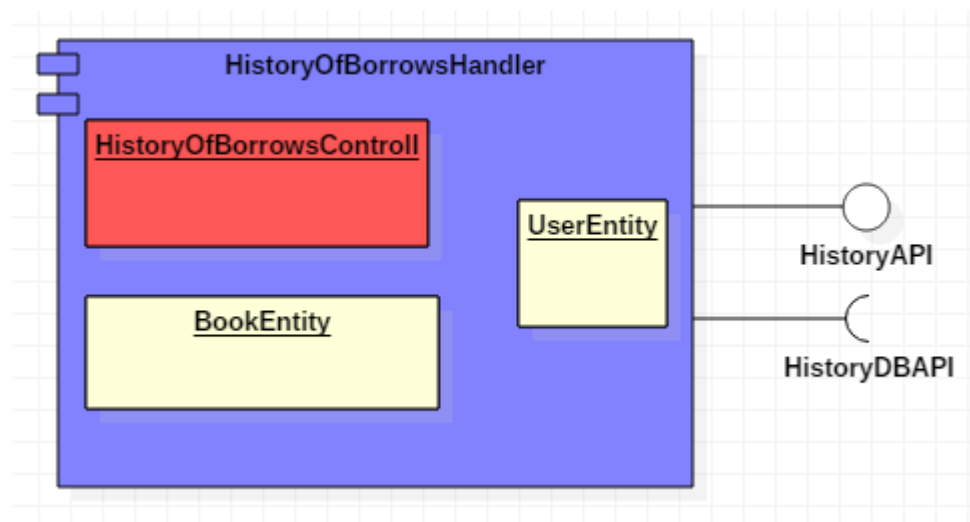 HistoryOfBorrowsHandler
HistoryOfBorrowsControll
UserEntity
HistoryAPI
BookEntity
HistoryDBAPI